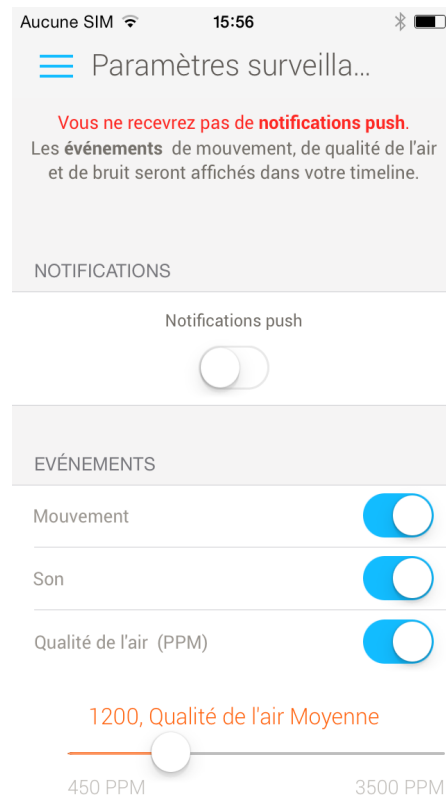 Aucune SIM 15:56
Paramètres surveilla...
Vous ne recevrez pas de notifications push.
Les événements de mouvement, de qualité de l'air
et de bruit seront affichés dans votre timeline.
NOTIFICATIONS
Notifications push
EVÉNEMENTS
Mouvement
Son
Qualité de l'air (PPM)
1200, Qualité de l'air Moyenne
450 PPM 3500 PPM